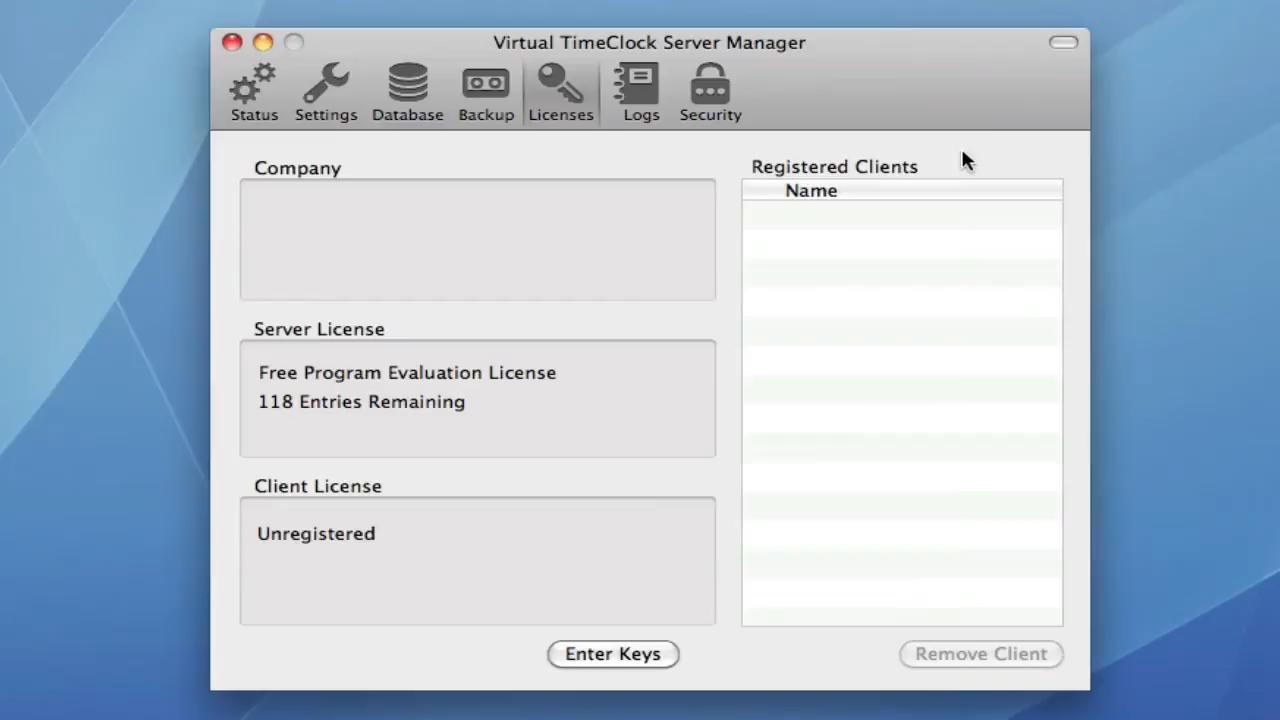 Virtual TimeClock Server Manager
Status Settings Database Backup Licenses Logs Security
Company
Server License
Free Program Evaluation License
118 Entries Remaining
Client License
Unregistered
Enter Keys
Registered Clients
Name
Remove Client